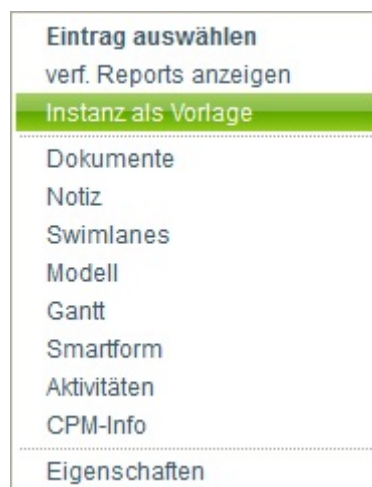 Eintrag auswählen
verf. Reports anzeigen
Instanz als Vorlage
Dokumente
Notiz
Swimlanes
Modell
Gantt
Smartform
Aktivitäten
CPM-Info
Eigenschaften